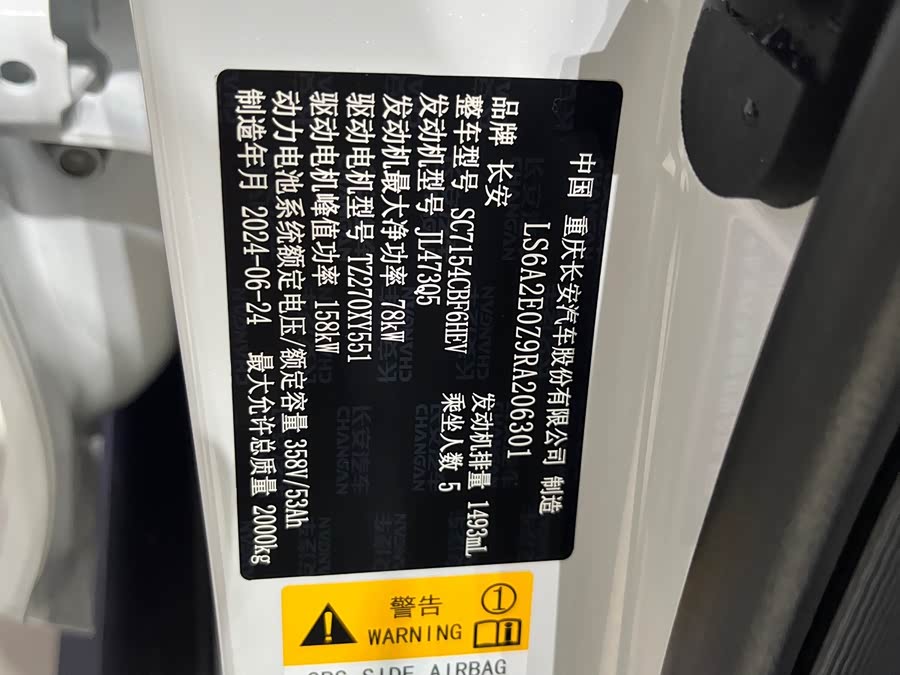 中国 重庆长安汽车股份有限公司 制造
LS6A2E0Z9RA206301
品牌 长安
整车型号 SC7154CBF6HEV 发动机排量 1493mL
发动机型号 JL473Q5 乘坐人数 5
发动机最大净功率 78kW
驱动电机型号 TZ270XY551
驱动电机峰值功率 158kW
动力电池系统额定电压/额定容量 358V/53Ah
制造年月 2024-06-24 最大允许总质量 2000kg
警告 1
WARNING
SIDE AIRBAG